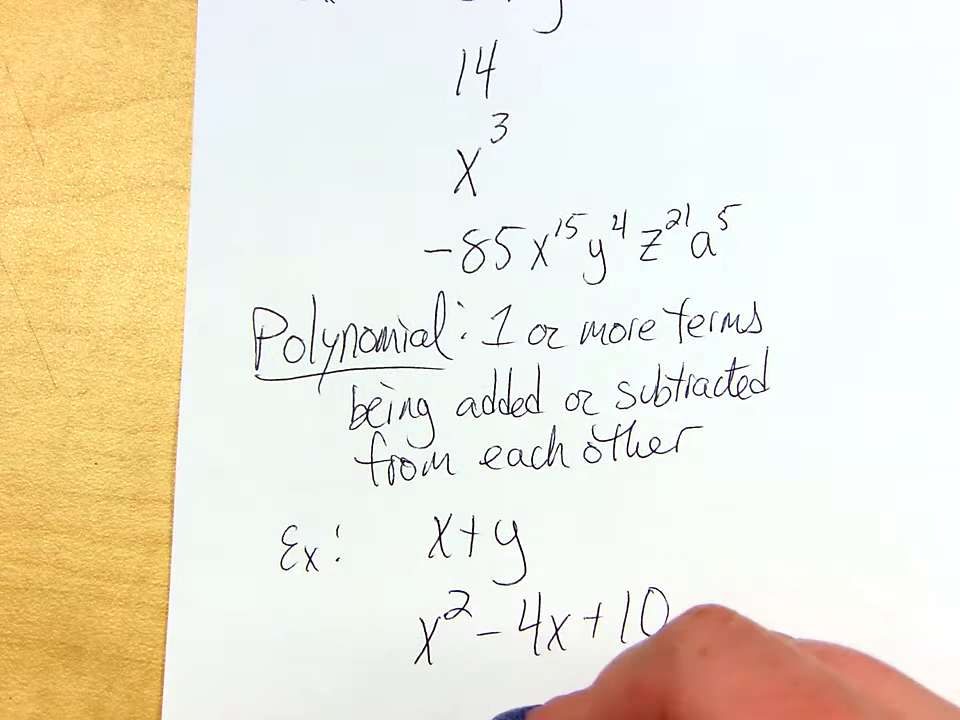 14
x³
-85x¹⁵y⁴z²¹a⁵
Polynomial: 1 or more terms
being added or subtracted
from each other
Ex: x+y
x²-4x+10